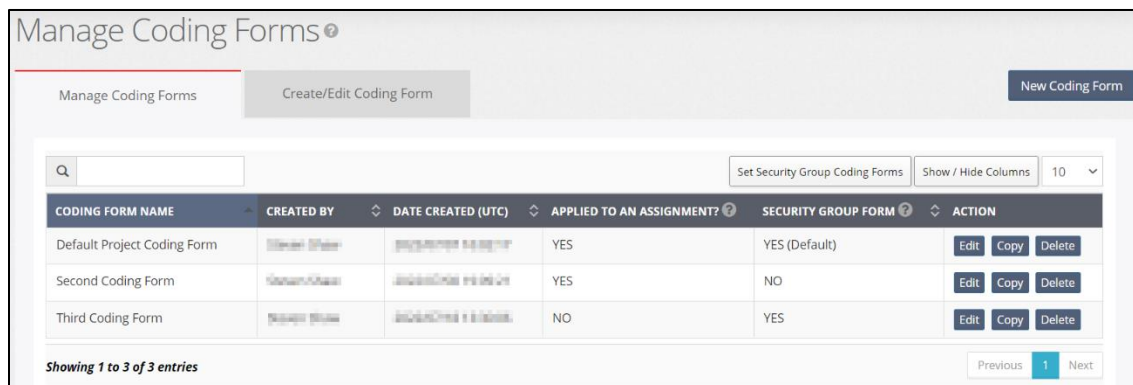 Manage Coding Forms ?
Manage Coding Forms Create/Edit Coding Form New Coding Form
Set Security Group Coding Forms Show / Hide Columns 10
CODING FORM NAME CREATED BY DATE CREATED (UTC) APPLIED TO AN ASSIGNMENT? ? SECURITY GROUP FORM ? ACTION
Default Project Coding Form YES YES (Default) Edit Copy Delete
Second Coding Form YES NO Edit Copy Delete
Third Coding Form NO YES Edit Copy Delete
Showing 1 to 3 of 3 entries Previous 1 Next